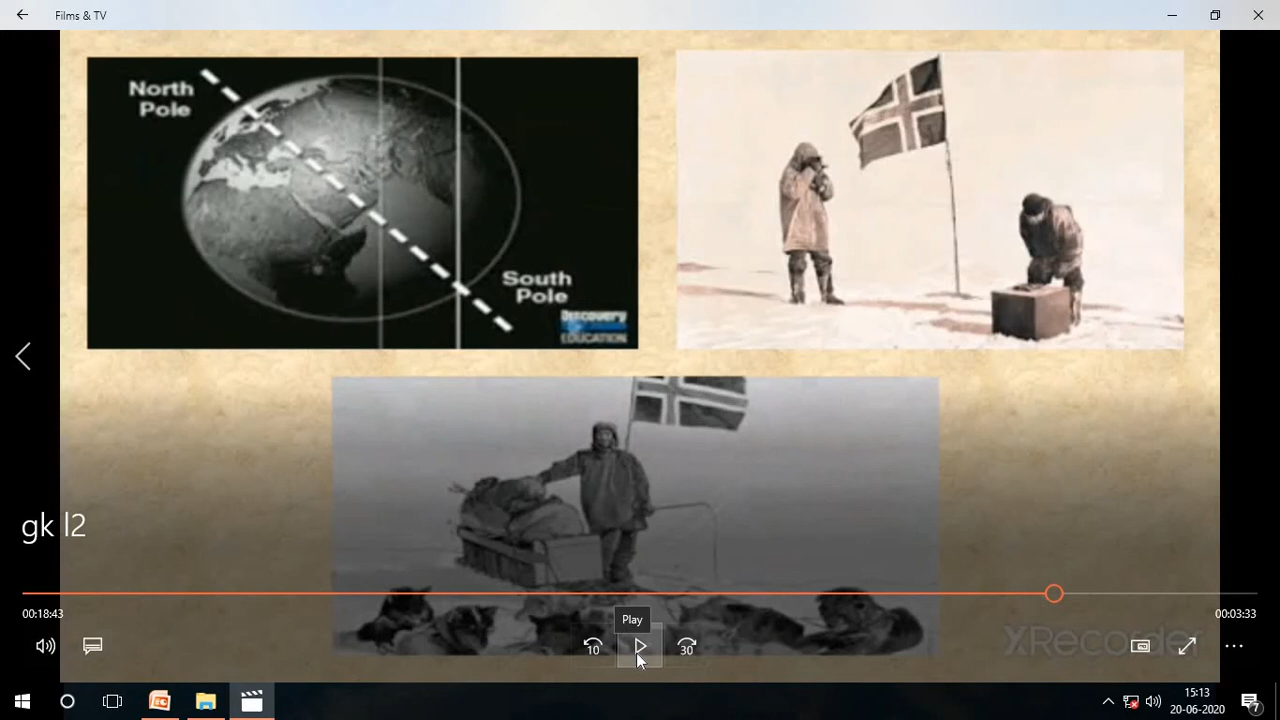 Films & TV
North
Pole
South
Pole
Discovery
EDUCATION
gk l2
00:18:43
00:03:33
Play
10
30
XRecorder
15:13
20-06-2020
7